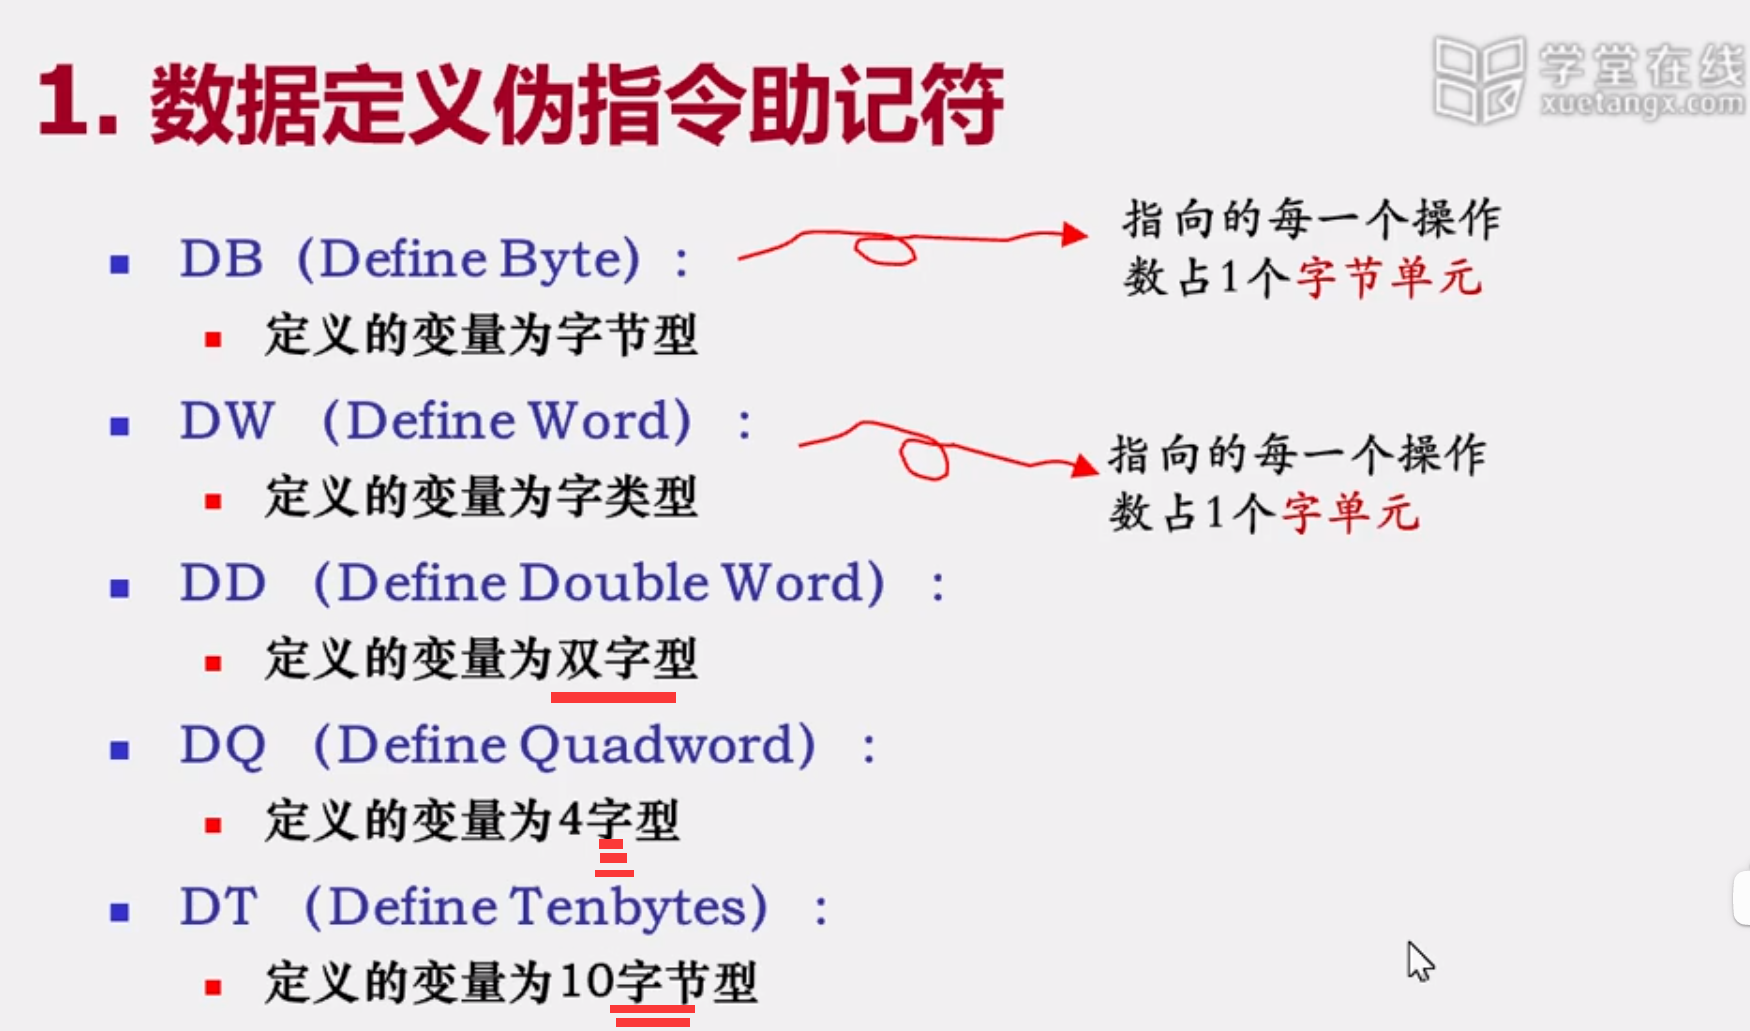 学堂在线
xuetangx.com
1. 数据定义伪指令助记符
DB（Define Byte）：
定义的变量为字节型
指向的每一个操作
数占1个字节单元
DW （Define Word）：
定义的变量为字类型
指向的每一个操作
数占1个字单元
DD （Define Double Word）：
定义的变量为双字型
DQ （Define Quadword）：
定义的变量为4字型
DT （Define Tenbytes）：
定义的变量为10字节型